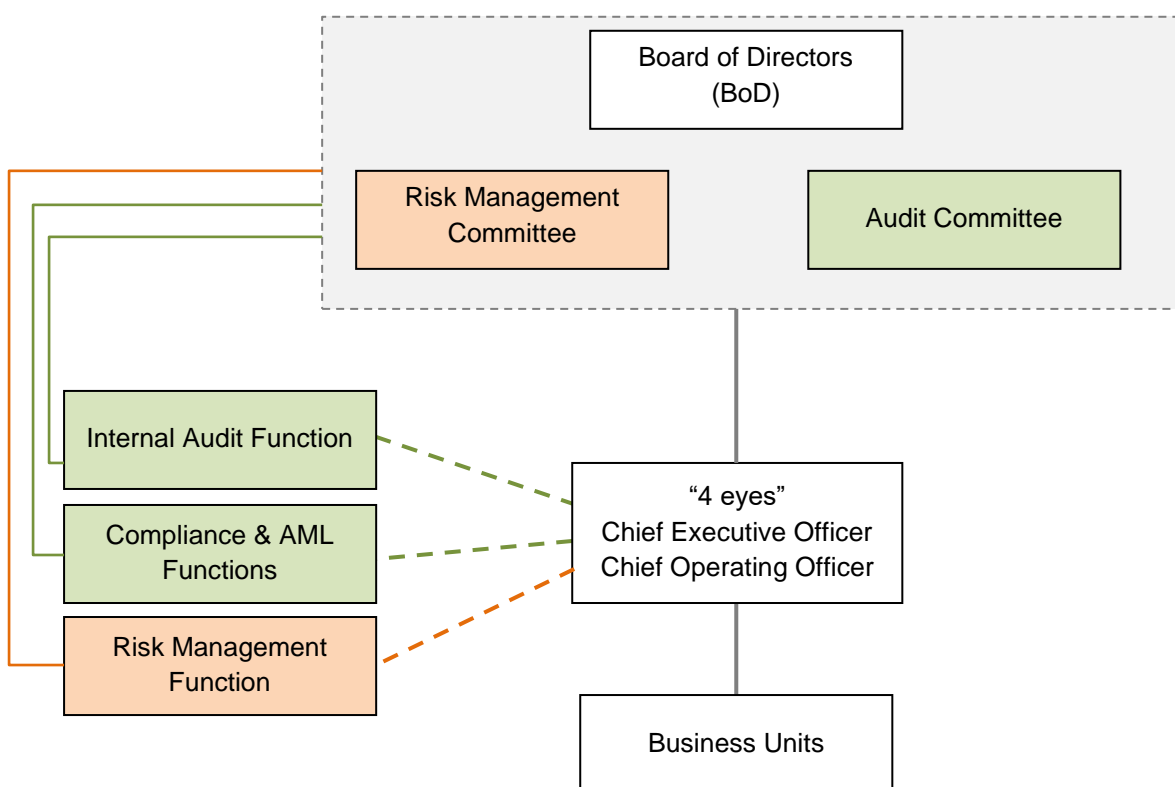 Board of Directors
(BoD)
Risk Management
Committee
Audit Committee
Internal Audit Function
Compliance & AML
Functions
Risk Management
Function
“4 eyes”
Chief Executive Officer
Chief Operating Officer
Business Units